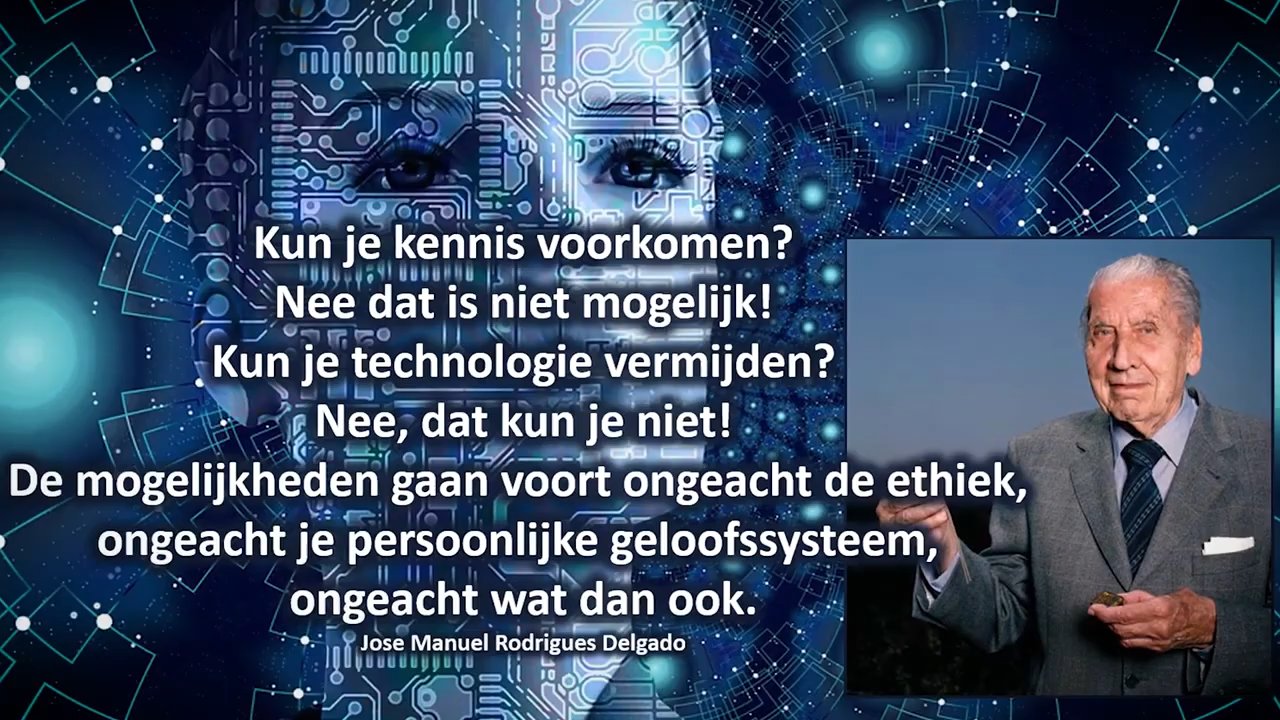 Kun je kennis voorkomen?
Nee dat is niet mogelijk!
Kun je technologie vermijden?
Nee, dat kun je niet!
De mogelijkheden gaan voort ongeacht de ethiek,
ongeacht je persoonlijke geloofssysteem,
ongeacht wat dan ook.
Jose Manuel Rodrigues Delgado